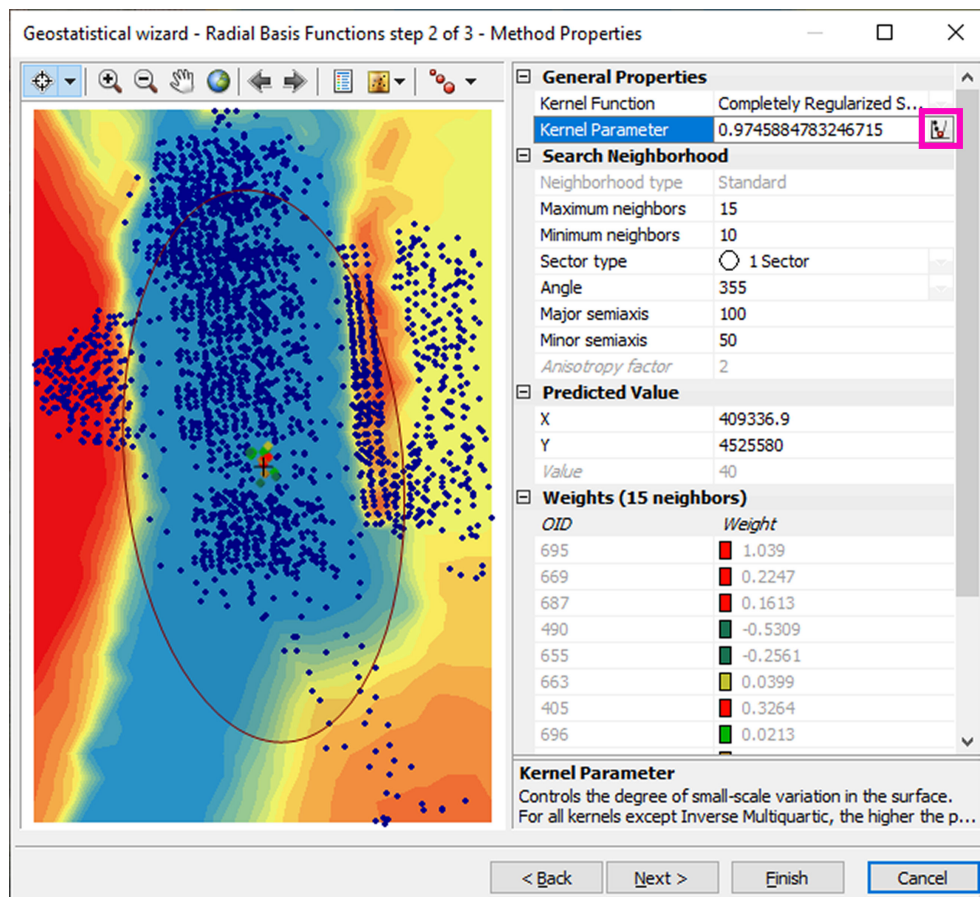 Geostatistical wizard - Radial Basis Functions step 2 of 3 - Method Properties
General Properties
Kernel Function Completely Regularized S...
Kernel Parameter 0.9745884783246715
Search Neighborhood
Neighborhood type Standard
Maximum neighbors 15
Minimum neighbors 10
Sector type 1 Sector
Angle 355
Major semiaxis 100
Minor semiaxis 50
Anisotropy factor 2
Predicted Value
X 409336.9
Y 4525580
Value 40
Weights (15 neighbors)
OID Weight
695 1.039
669 0.2247
687 0.1613
490 -0.5309
655 -0.2561
663 0.0399
405 0.3264
696 0.0213
Kernel Parameter
Controls the degree of small-scale variation in the surface.
For all kernels except Inverse Multiquartic, the higher the p...
< Back Next > Finish Cancel